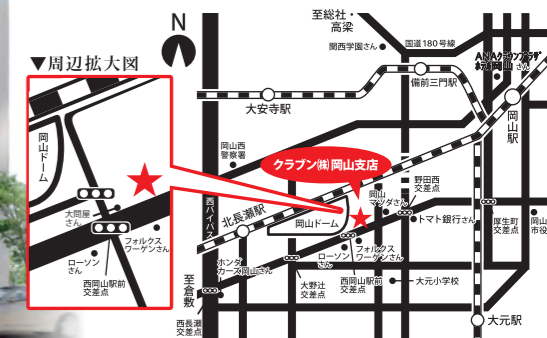 N
至総社・
高梁
関西学園さん
国道180号線
ANAクラウンプラザ
ホテル岡山さん
▼周辺拡大図
備前三門駅
大安寺駅
岡山駅
岡山西
警察署
クラブン㈱岡山支店
岡山
マツダさん
野田西
交差点
岡山ドーム
西バイパス
北長瀬駅
岡山ドーム
トマト銀行さん
厚生町
交差点
岡山
市役
大問屋
さん
フォルクス
ワーゲンさん
ローソン
さん
西岡山駅前
交差点
ホンダ
カーズ岡山さん
ローソン
さん
フォルクス
ワーゲンさん
至倉敷
大野辻
交差点
西岡山駅前
交差点
大元小学校
西長瀬
交差点
大元駅